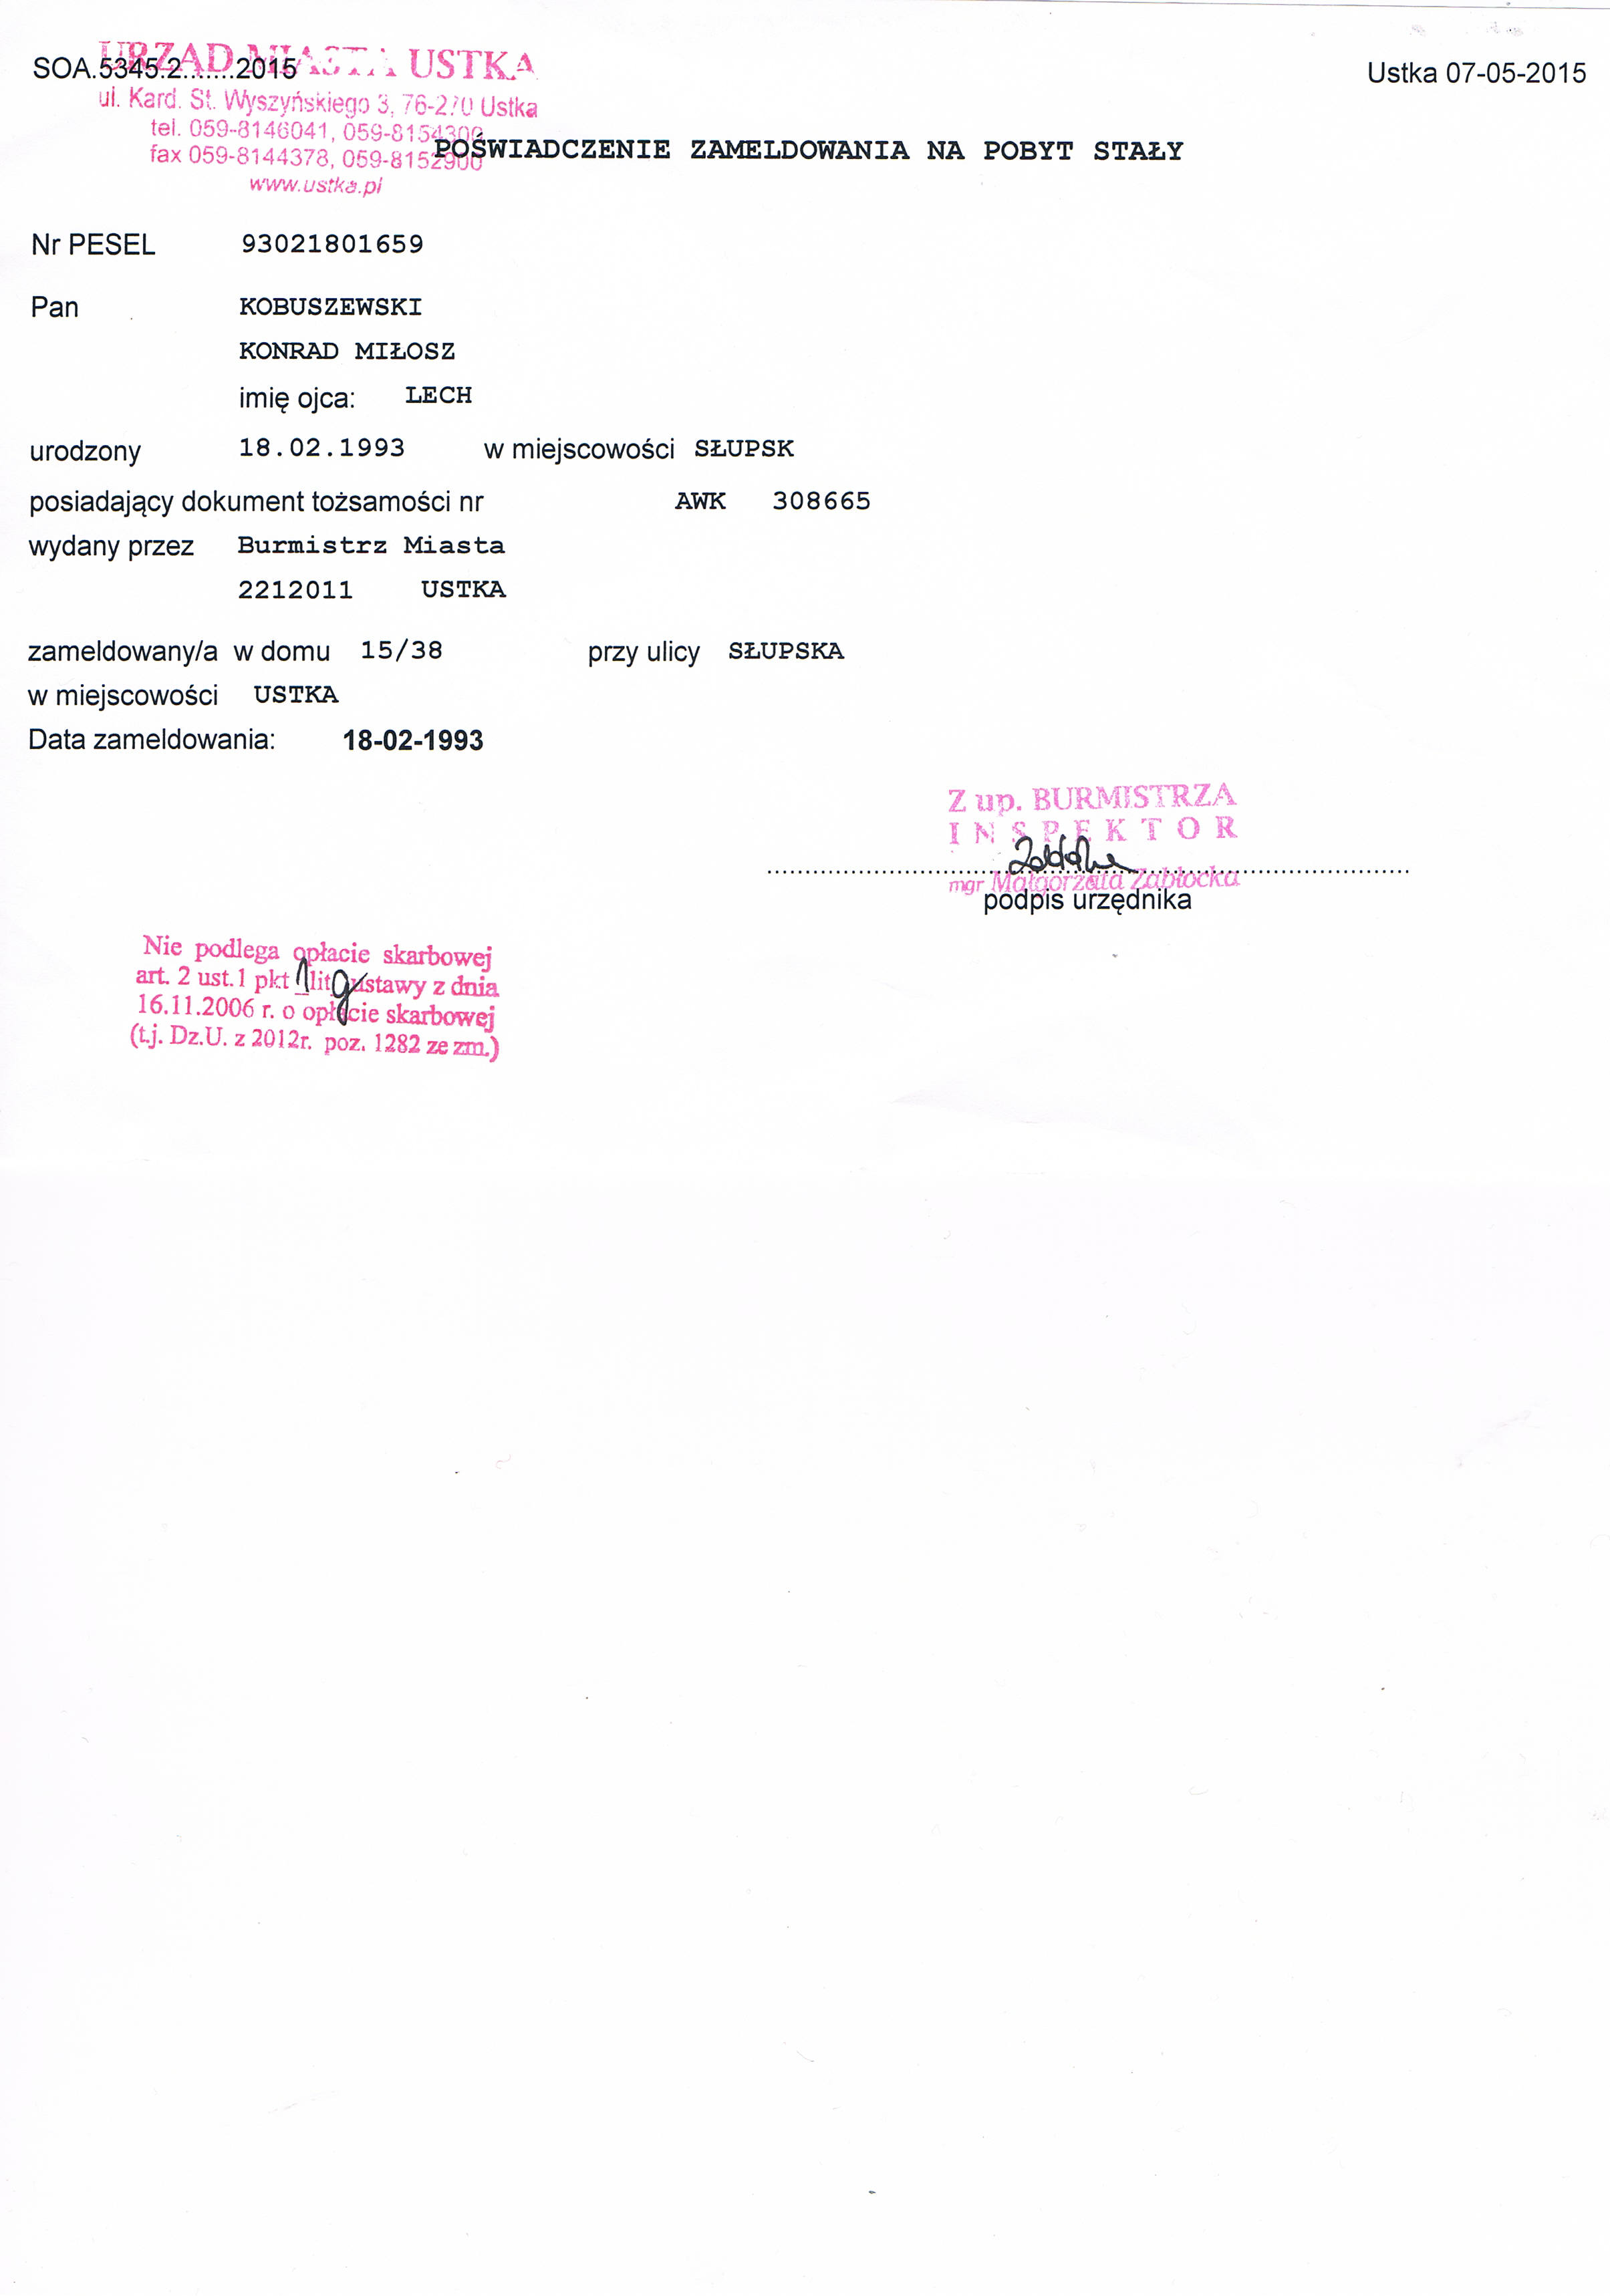 URZĄD MIASTA USTKA
SOA.5345.2.......2015
Ustka 07-05-2015
ul. Kard. St. Wyszyńskiego 3, 76-270 Ustka
tel. 059-8146041, 059-8154300
fax 059-8144378, 059-8152900
www.ustka.pl
POŚWIADCZENIE ZAMELDOWANIA NA POBYT STAŁY
Nr PESEL 93021801659
Pan KOBUSZEWSKI
KONRAD MIŁOSZ
imię ojca: LECH
urodzony 18.02.1993 w miejscowości SŁUPSK
posiadający dokument tożsamości nr AWK 308665
wydany przez Burmistrz Miasta
2212011 USTKA
zameldowany/a w domu 15/38 przy ulicy SŁUPSKA
w miejscowości USTKA
Data zameldowania: 18-02-1993
Z up. BURMISTRZA
INSPEKTOR
mgr Małgorzata Zabłocka
podpis urzędnika
Nie podlega opłacie skarbowej
art. 2 ust.1 pkt 1 lit g ustawy z dnia
16.11.2006 r. o opłacie skarbowej
(t.j. Dz.U. z 2012r. poz. 1282 ze zm.)